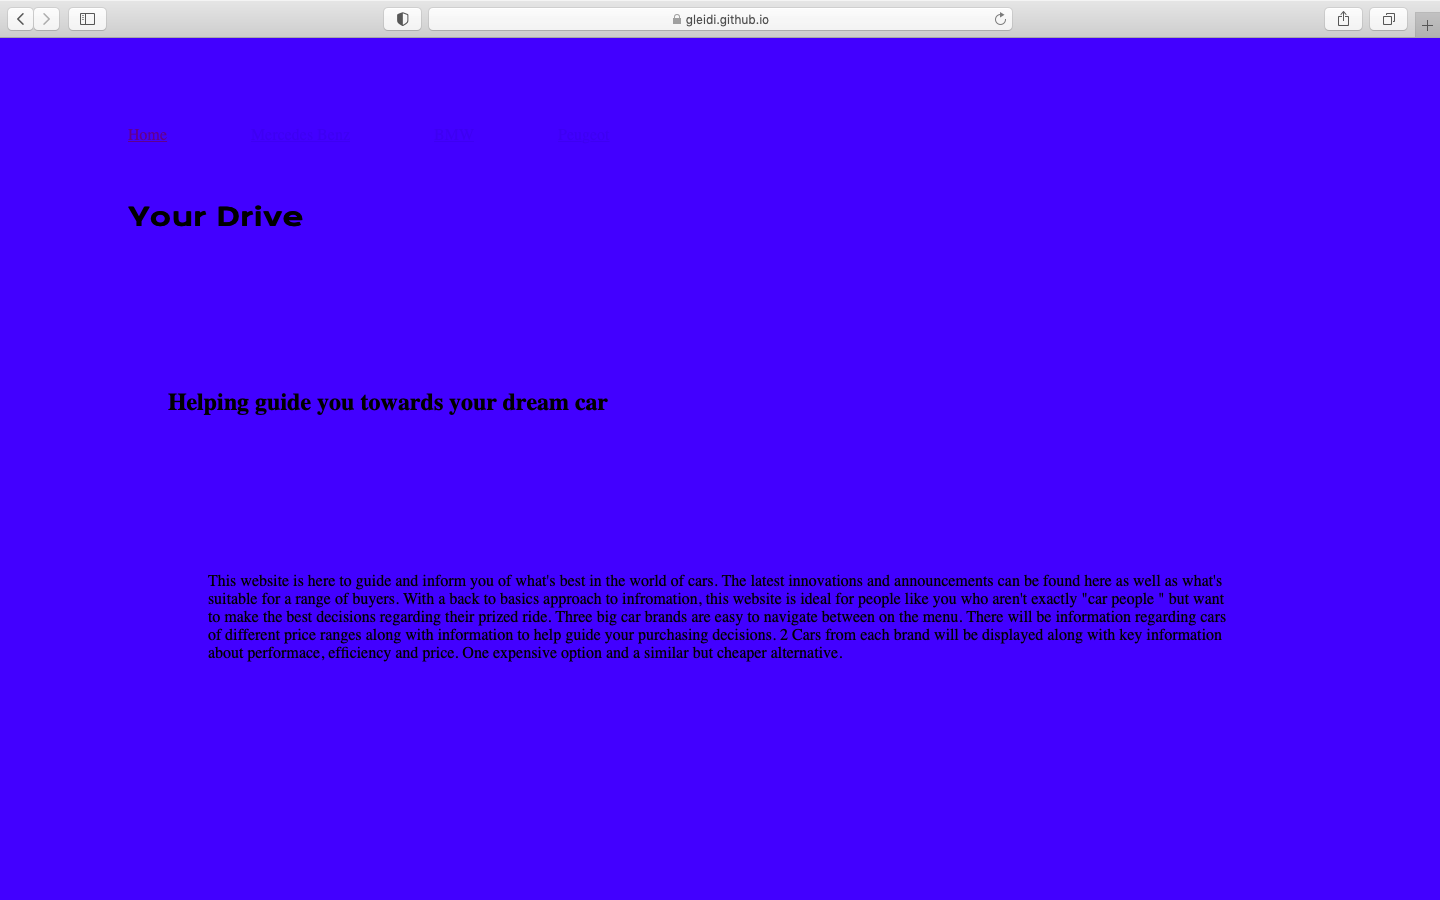 gleidi.github.io
Home
Your Drive
Helping guide you towards your dream car
This website is here to guide and inform you of what's best in the world of cars. The latest innovations and announcements can be found here as well as what's
suitable for a range of buyers. With a back to basics approach to infromation, this website is ideal for people like you who aren't exactly "car people " but want
to make the best decisions regarding their prized ride. Three big car brands are easy to navigate between on the menu. There will be information regarding cars
of different price ranges along with information to help guide your purchasing decisions. 2 Cars from each brand will be displayed along with key information
about performace, efficiency and price. One expensive option and a similar but cheaper alternative.